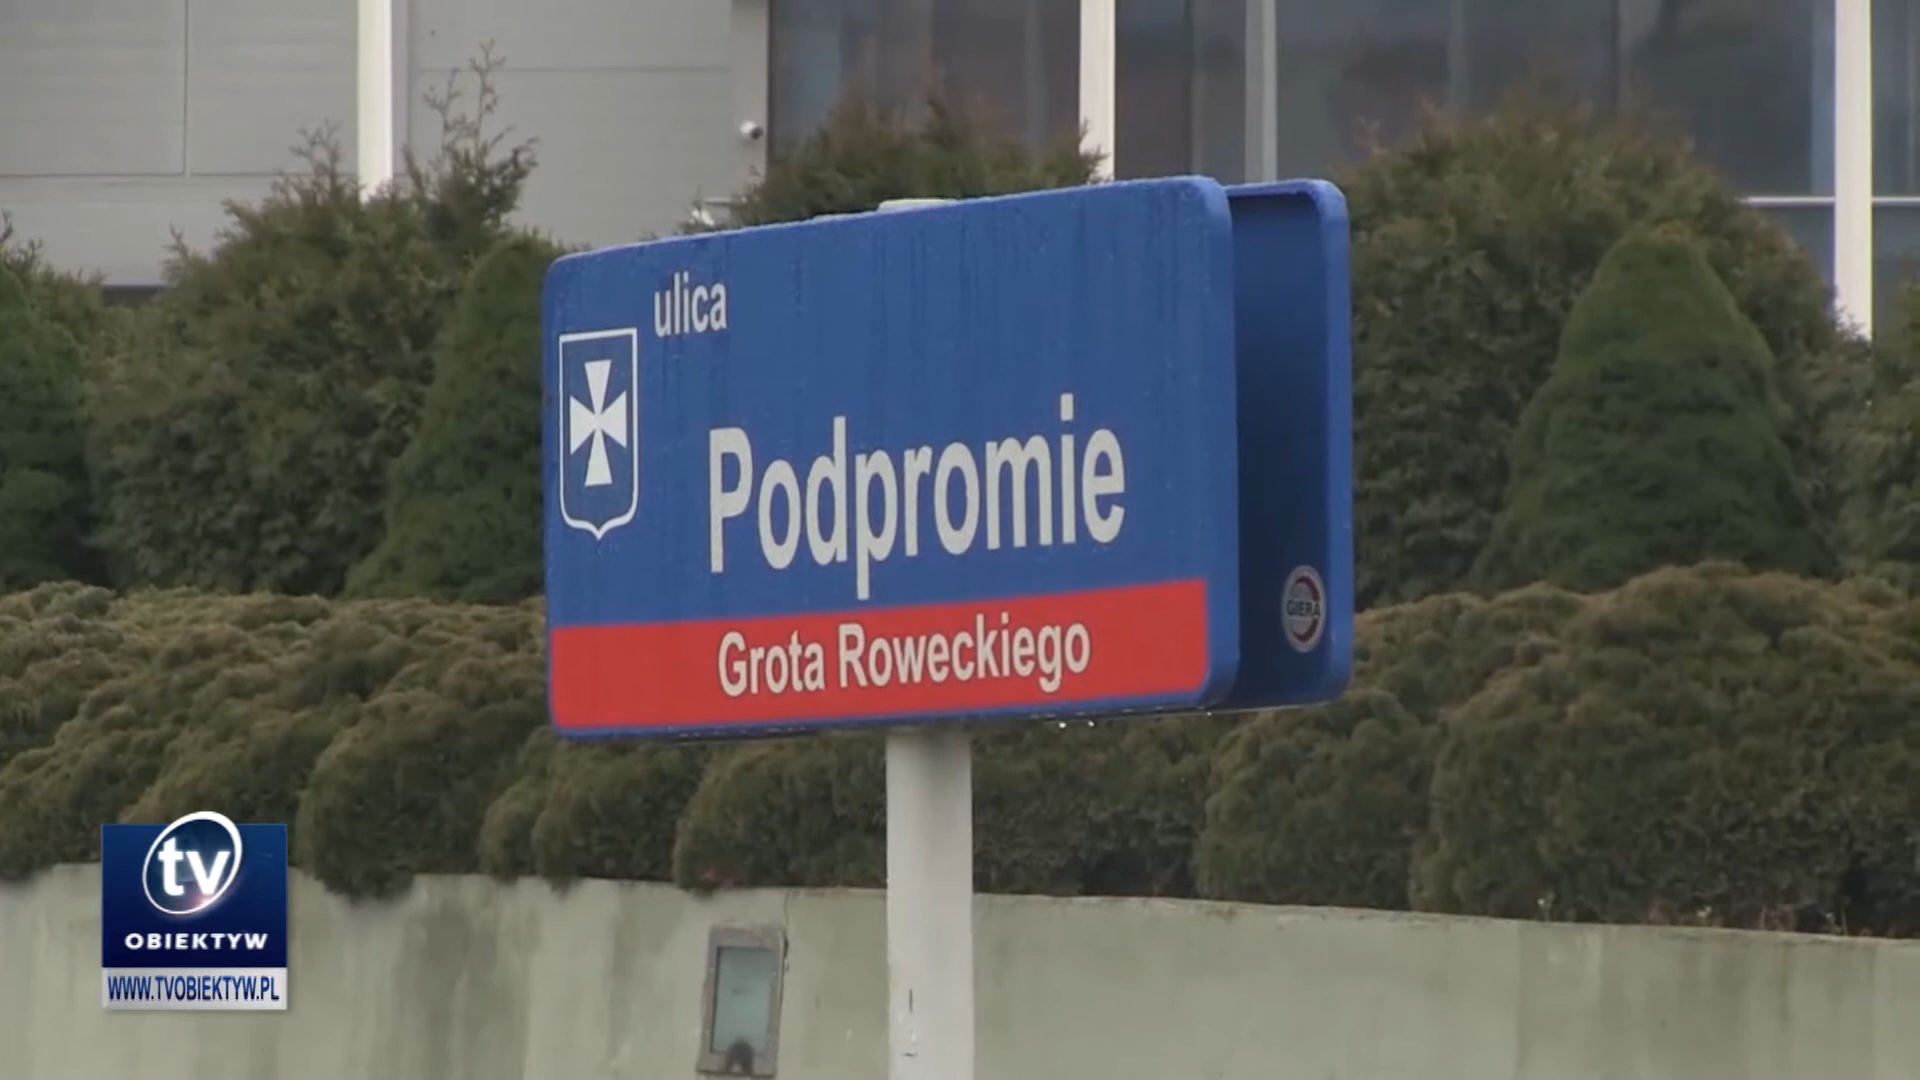 ulica
Podpromie
Grota Roweckiego
GIERA
tv
OBIEKTYW
WWW.TVOBIEKTYW.PL